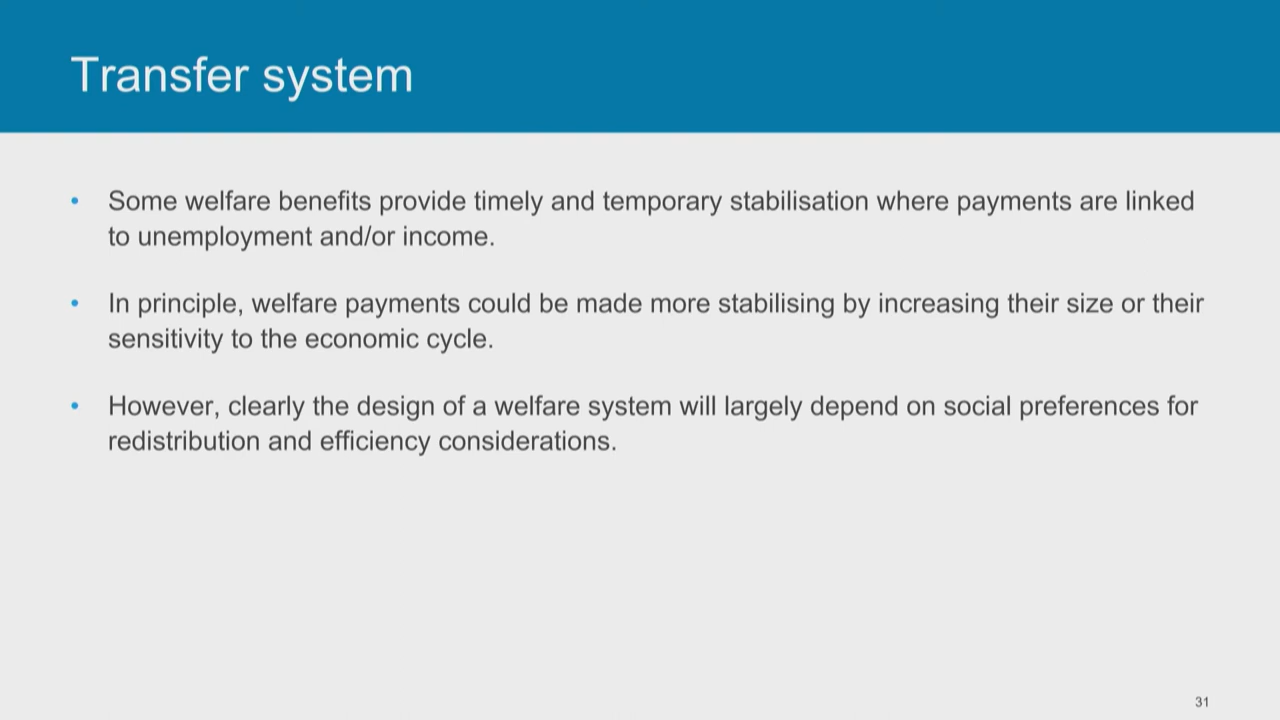 Transfer system
• Some welfare benefits provide timely and temporary stabilisation where payments are linked
to unemployment and/or income.
• In principle, welfare payments could be made more stabilising by increasing their size or their
sensitivity to the economic cycle.
• However, clearly the design of a welfare system will largely depend on social preferences for
redistribution and efficiency considerations.
31